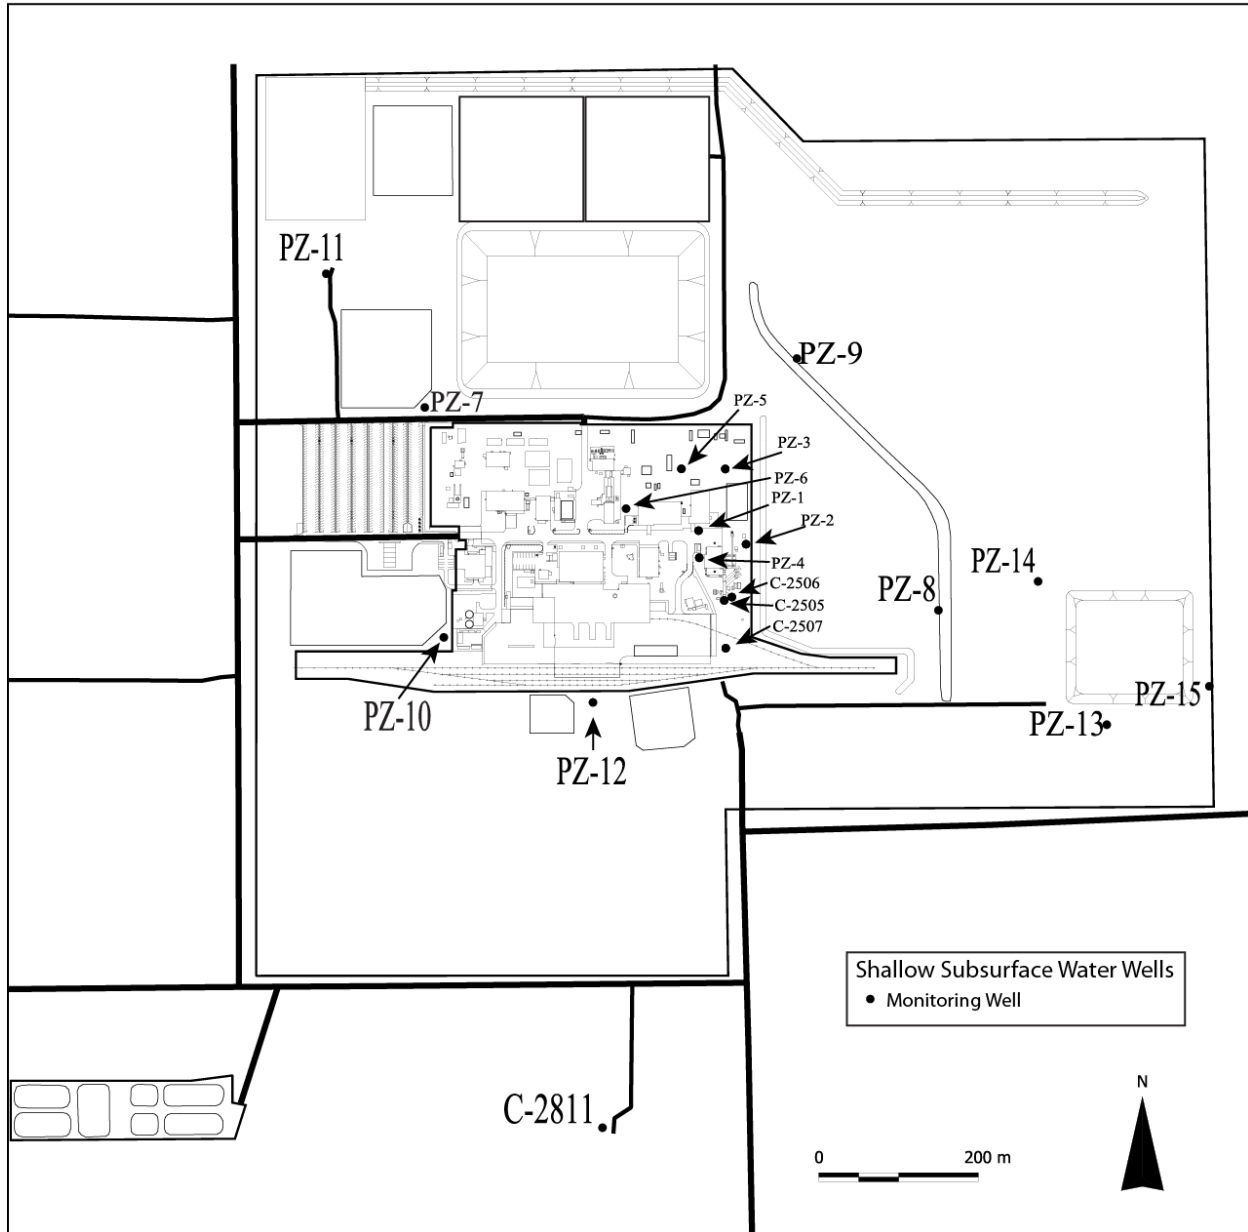 PZ-11
PZ-9
PZ-7
PZ-5
PZ-3
PZ-6
PZ-1
PZ-2
PZ-4
PZ-14
C-2506
PZ-8
C-2505
C-2507
PZ-15
PZ-10
PZ-13
PZ-12
Shallow Subsurface Water Wells
Monitoring Well
N
C-2811
0 200 m